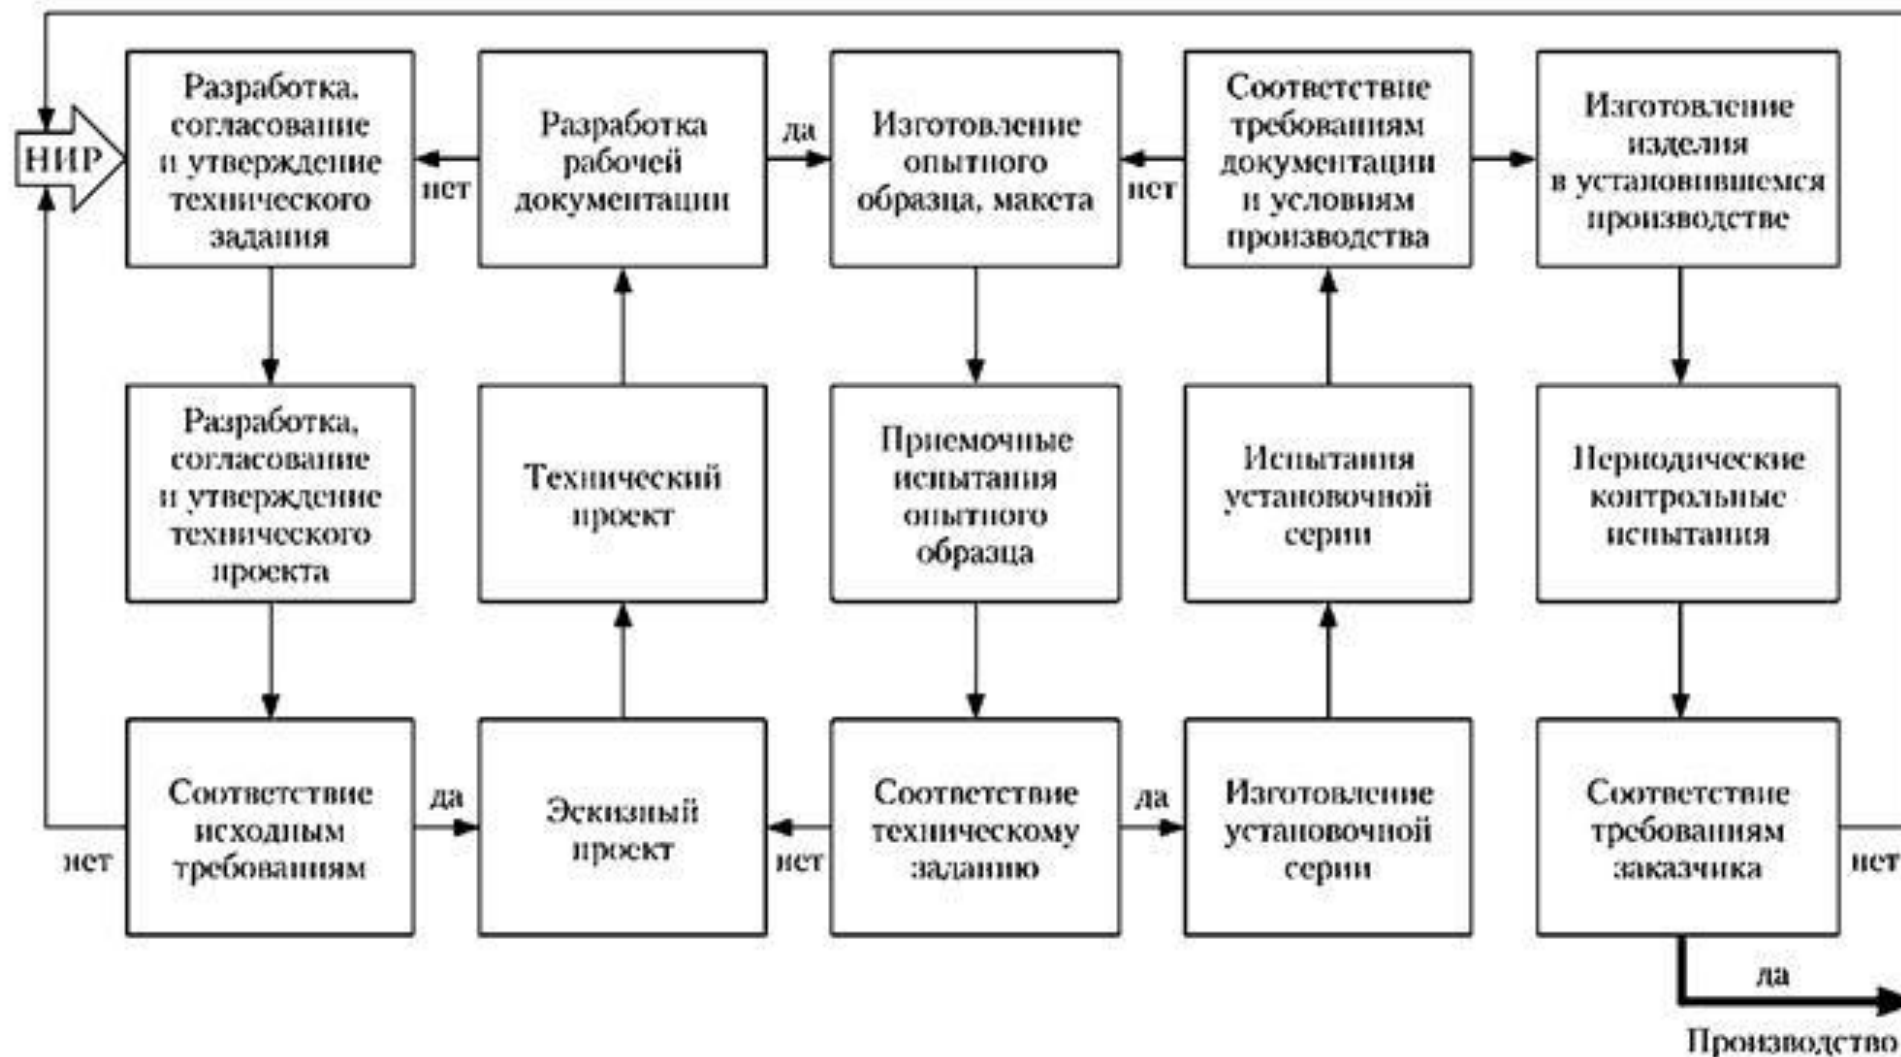 НИР
Разработка.
согласование
и утверждение
технического
задания
нет
Разработка
рабочей
документации
да
Изготовление
опытного
образца, макета
нет
Соответствие
требованиям
документации
и условиям
производства
Изготовление
изделия
в установившемся
производстве
Разработка,
согласование
и утверждение
технического
проекта
Технический
проект
Приемочные
испытания
опытного
образца
Испытания
установочной
серии
Периодические
контрольные
испытания
нет
Соответствие
исходным
требованиям
да
Эскизный
проект
нет
Соответствие
техническому
заданию
да
Изготовление
установочной
серии
Соответствие
требованиям
заказчика
нет
да
Производство